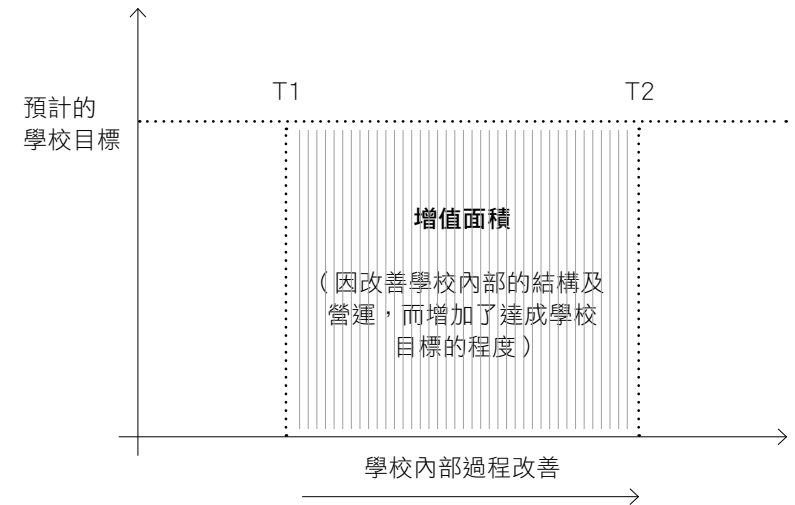 T1
T2
預計的
學校目標
增值面積
（因改善學校內部的結構及
營運，而增加了達成學校
目標的程度）
學校內部過程改善